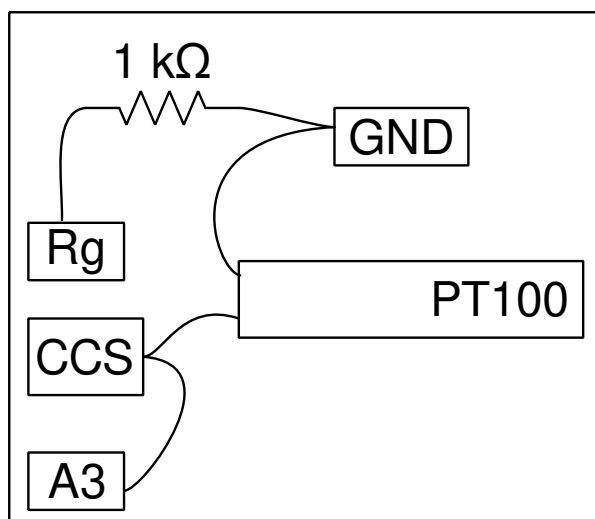 1 kΩ
GND
Rg
PT100
CCS
A3